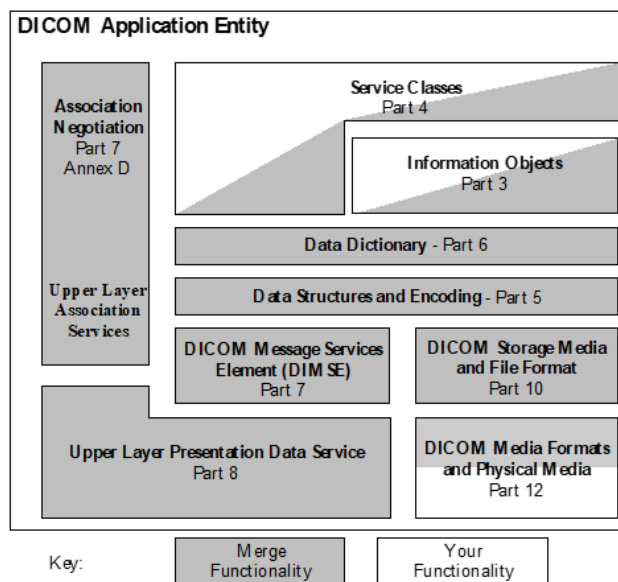 DICOM Application Entity
Association
Negotiation
Part 7
Annex D
Upper Layer
Association
Services
Service Classes
Part 4
Information Objects
Part 3
Data Dictionary - Part 6
Data Structures and Encoding - Part 5
DICOM Message Services
Element (DIMSE)
Part 7
DICOM Storage Media
and File Format
Part 10
Upper Layer Presentation Data Service
Part 8
DICOM Media Formats
and Physical Media
Part 12
Key:
Merge
Functionality
Your
Functionality